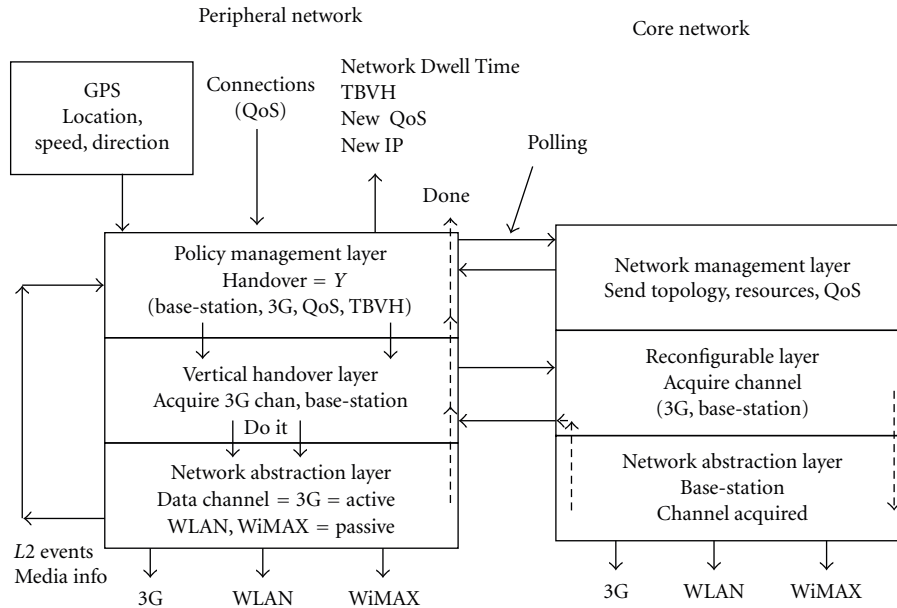 Peripheral network
Core network
GPS
Location,
speed, direction
Connections
(QoS)
Network Dwell Time
TBVH
New QoS
New IP
Polling
Done
Policy management layer
Handover = Y
(base-station, 3G, QoS, TBVH)
Vertical handover layer
Acquire 3G chan, base-station
Do it
Network abstraction layer
Data channel = 3G = active
WLAN, WiMAX = passive
L2 events
Media info
3G
WLAN
WiMAX
Network management layer
Send topology, resources, QoS
Reconfigurable layer
Acquire channel
(3G, base-station)
Network abstraction layer
Base-station
Channel acquired
3G
WLAN
WiMAX